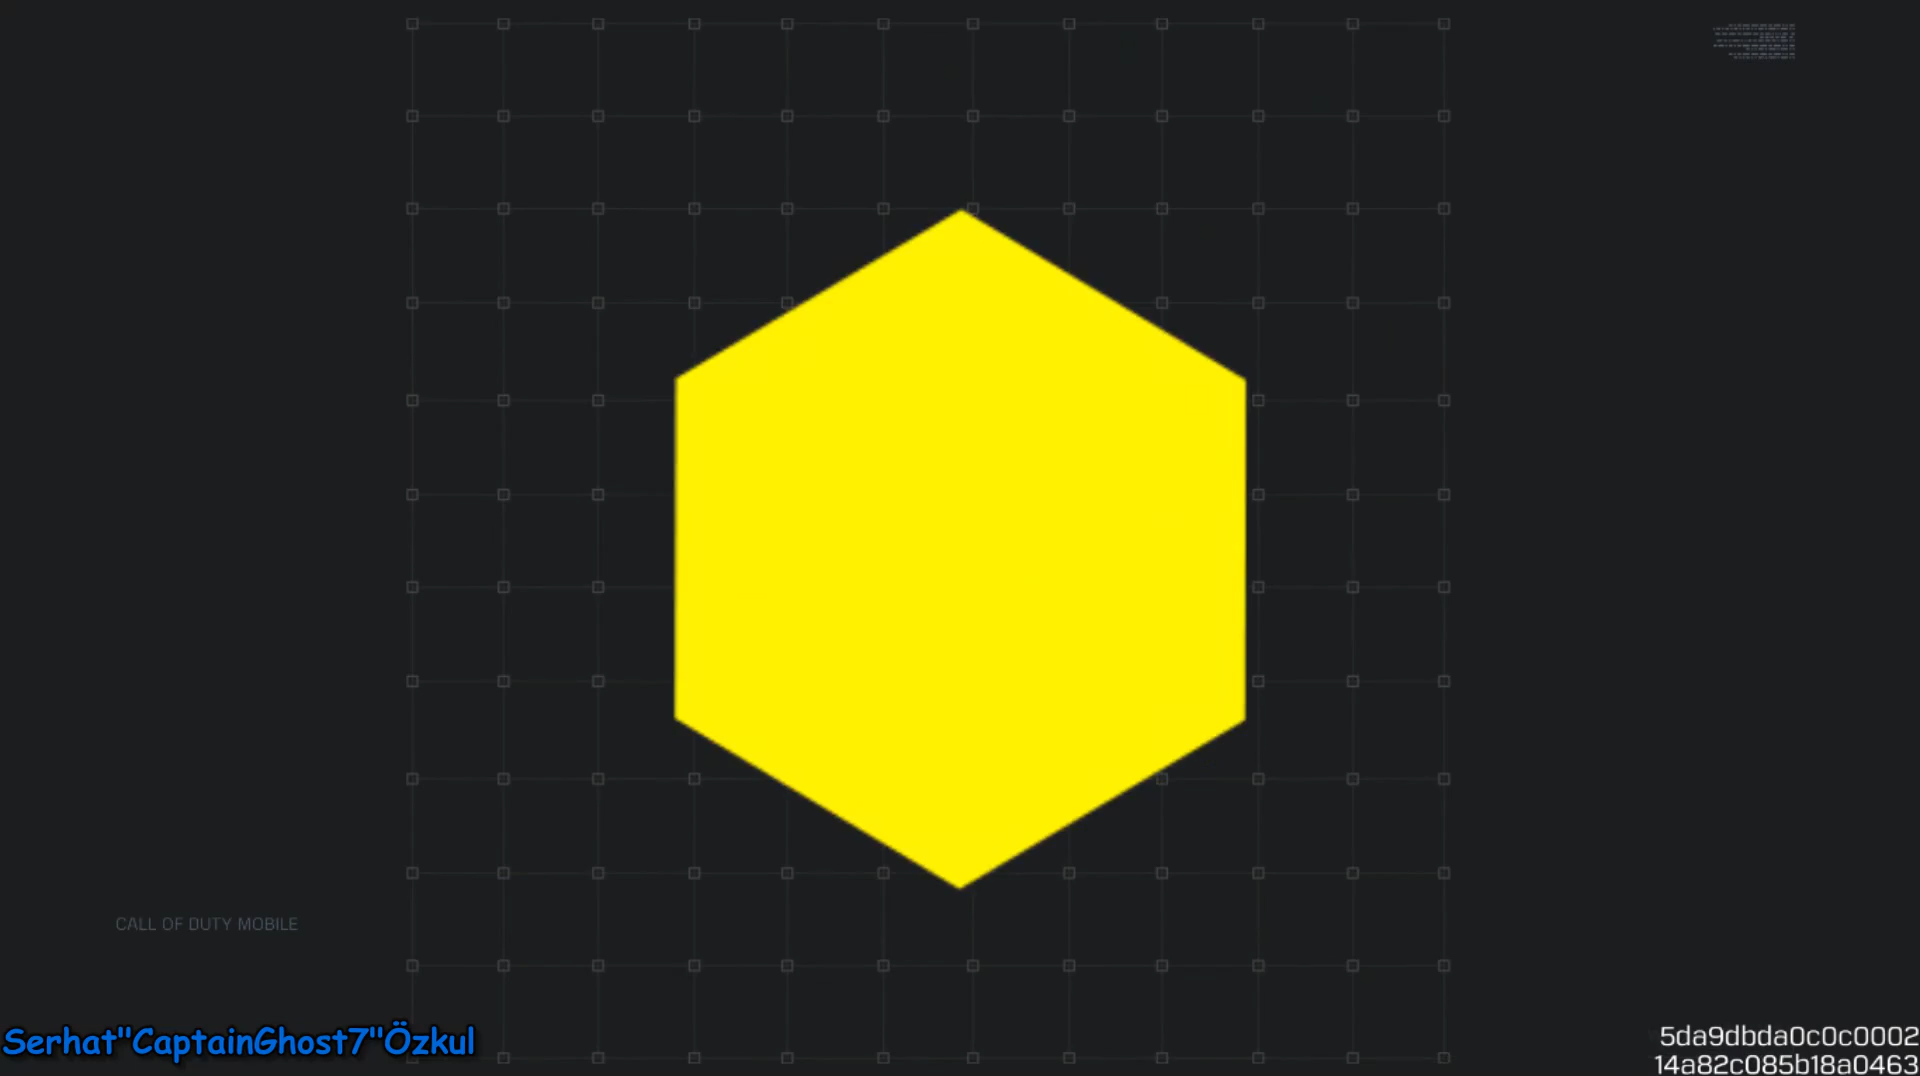 CALL OF DUTY MOBILE
Serhat"CaptainGhost7"Özkul
5da9dbda0c0c0002
14a82c085b18a0463